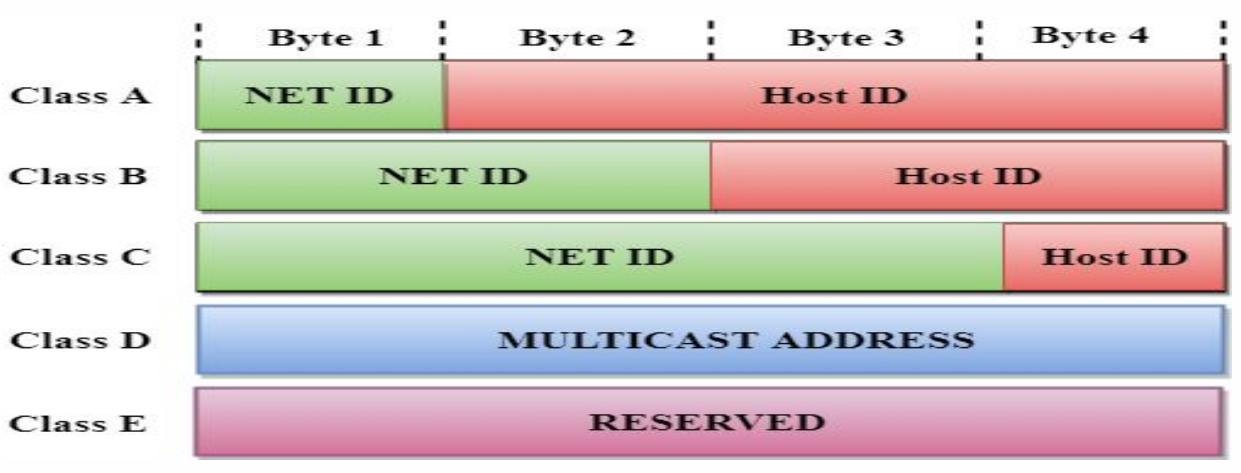 Byte 1 Byte 2 Byte 3 Byte 4
Class A NET ID Host ID
Class B NET ID Host ID
Class C NET ID Host ID
Class D MULTICAST ADDRESS
Class E RESERVED